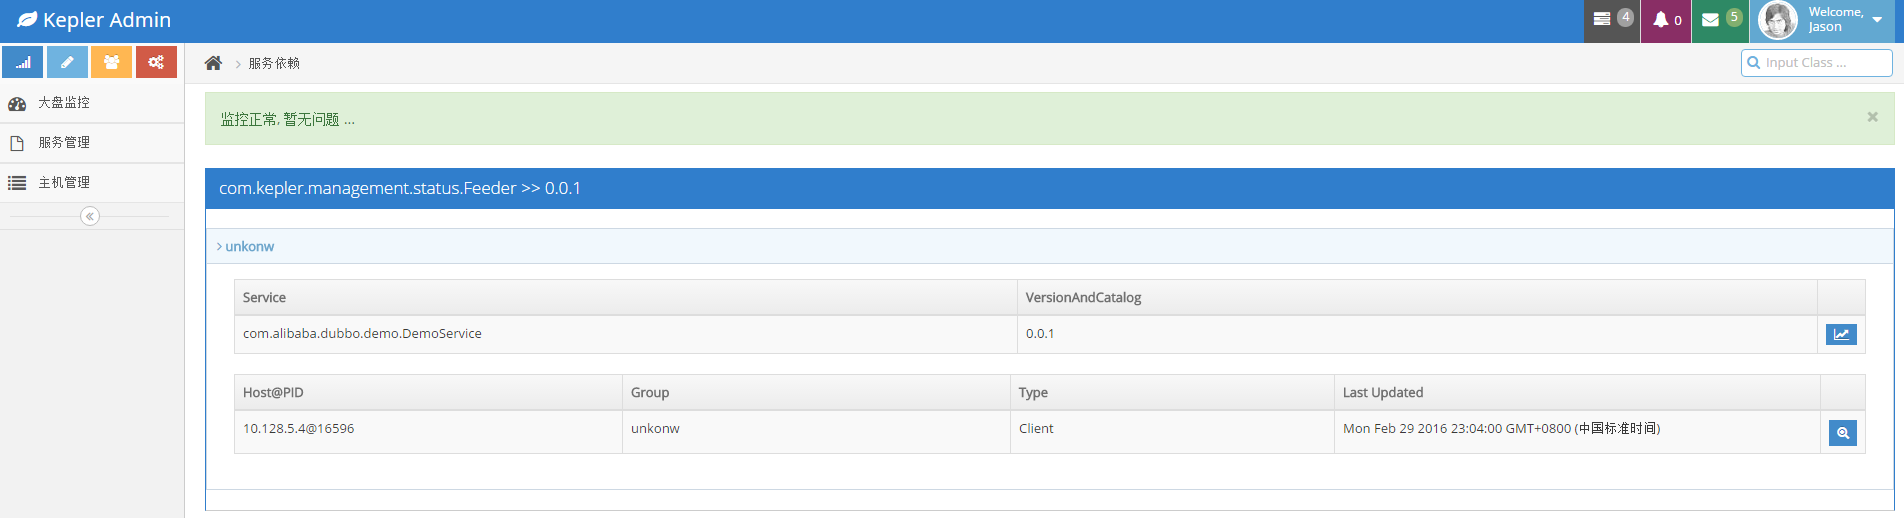 Kepler Admin
4
0
5
Welcome,
Jason
服务依赖
Input Class ...
大盘监控
服务管理
主机管理
监控正常, 暂无问题 ...
×
com.kepler.management.status.Feeder >> 0.0.1
unkonw
Service VersionAndCatalog
com.alibaba.dubbo.demo.DemoService 0.0.1
Host@PID Group Type Last Updated
10.128.5.4@16596 unkonw Client Mon Feb 29 2016 23:04:00 GMT+0800 (中国标准时间)